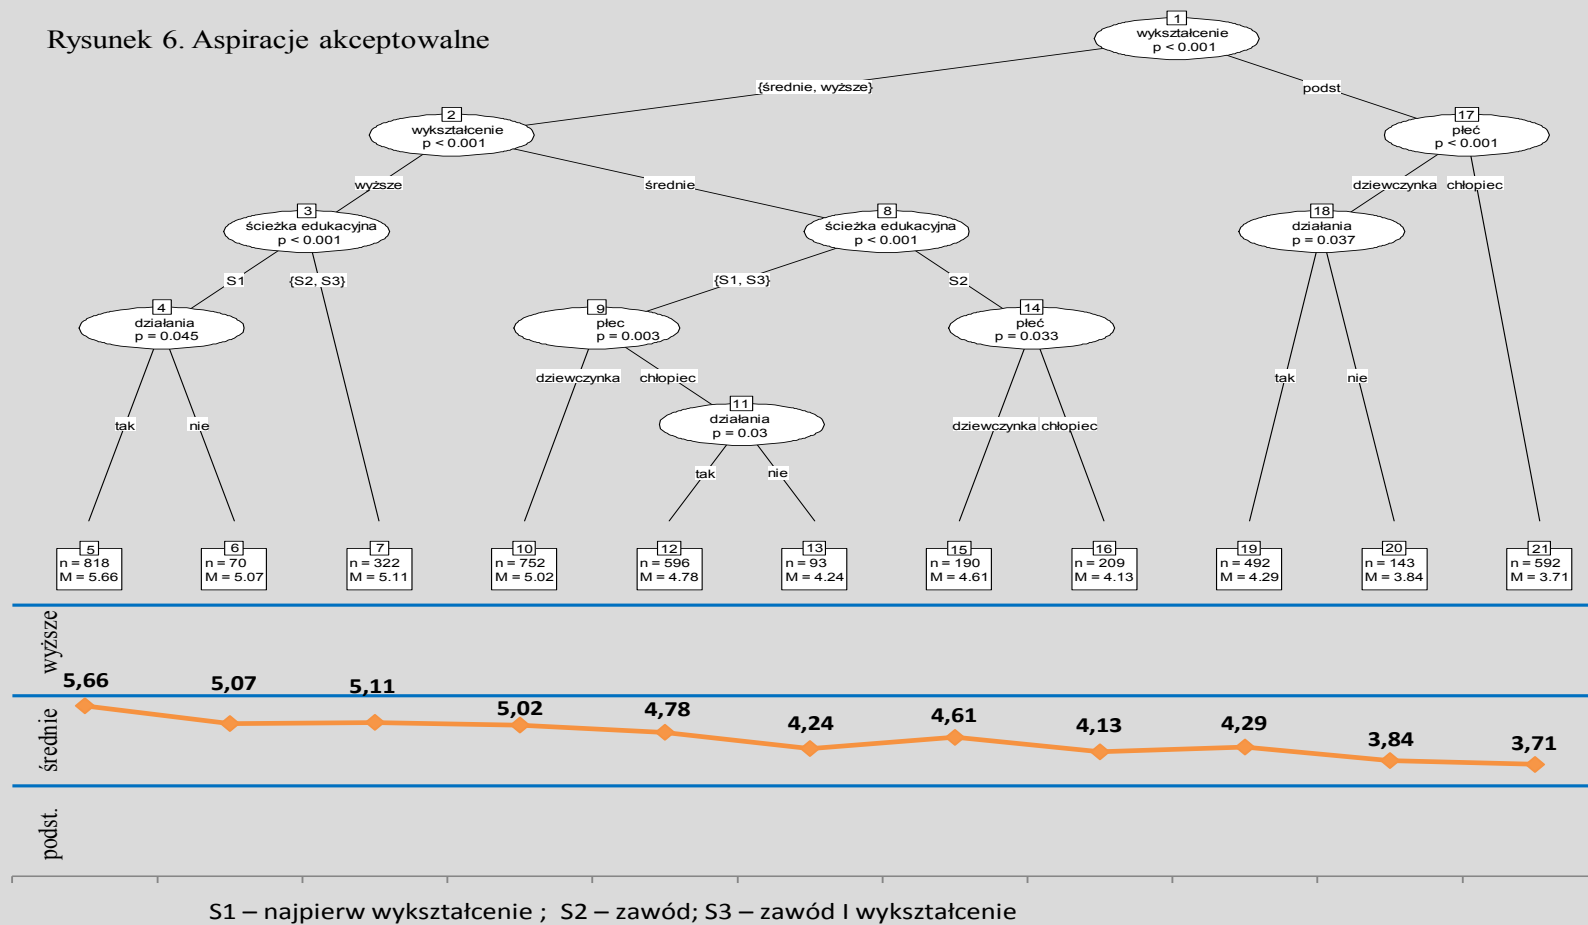 Rysunek 6. Aspiracje akceptowalne
1
wykształcenie
p < 0.001
{średnie, wyższe}
podst
2
wykształcenie
p < 0.001
17
płeć
p < 0.001
wyższe
średnie
dziewczynka
chłopiec
3
ścieżka edukacyjna
p < 0.001
8
ścieżka edukacyjna
p < 0.001
18
działania
p = 0.037
S1
{S2, S3}
{S1, S3}
S2
4
działania
p = 0.045
9
płec
p = 0.003
14
płeć
p = 0.033
dziewczynka
chłopiec
tak
nie
11
działania
p = 0.03
tak
nie
dziewczynka
chłopiec
tak
nie
5
n = 818
M = 5.66
6
n = 70
M = 5.07
7
n = 322
M = 5.11
10
n = 752
M = 5.02
12
n = 596
M = 4.78
13
n = 93
M = 4.24
15
n = 190
M = 4.61
16
n = 209
M = 4.13
19
n = 492
M = 4.29
20
n = 143
M = 3.84
21
n = 592
M = 3.71
wyższe
średnie
podst.
5,66
5,07
5,11
5,02
4,78
4,24
4,61
4,13
4,29
3,84
3,71
S1 – najpierw wykształcenie ; S2 – zawód; S3 – zawód I wykształcenie